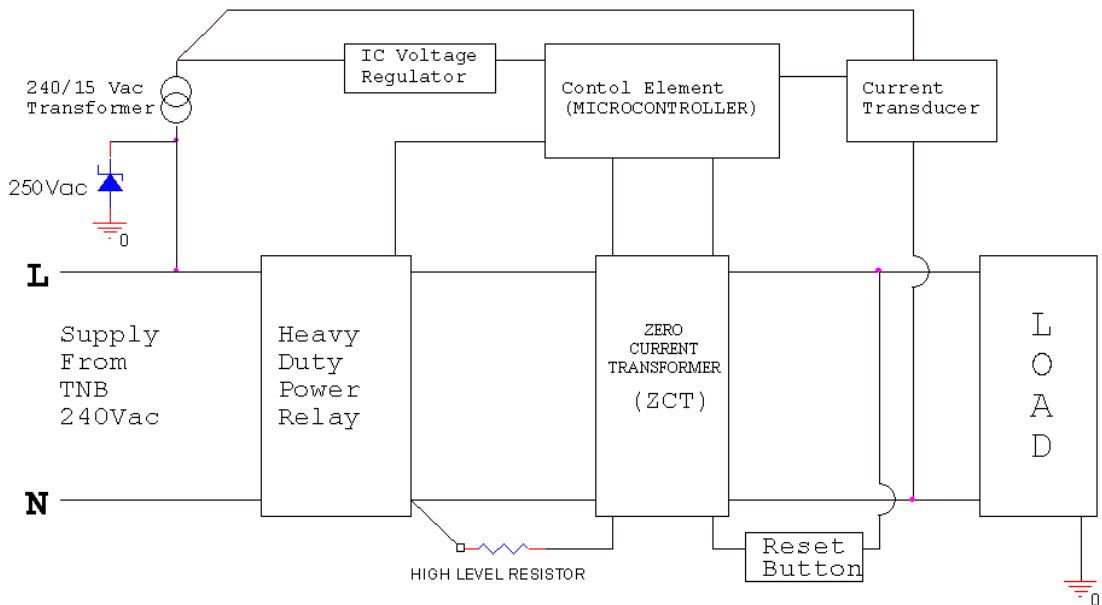 IC Voltage
Regulator
Contol Element
(MICROCONTROLLER)
Current
Transducer
240/15 Vac
Transformer
250Vac
0
L
Supply
From
TNB
240Vac
N
Heavy
Duty
Power
Relay
ZERO
CURRENT
TRANSFORMER
(ZCT)
L
O
A
D
HIGH LEVEL RESISTOR
Reset
Button
0